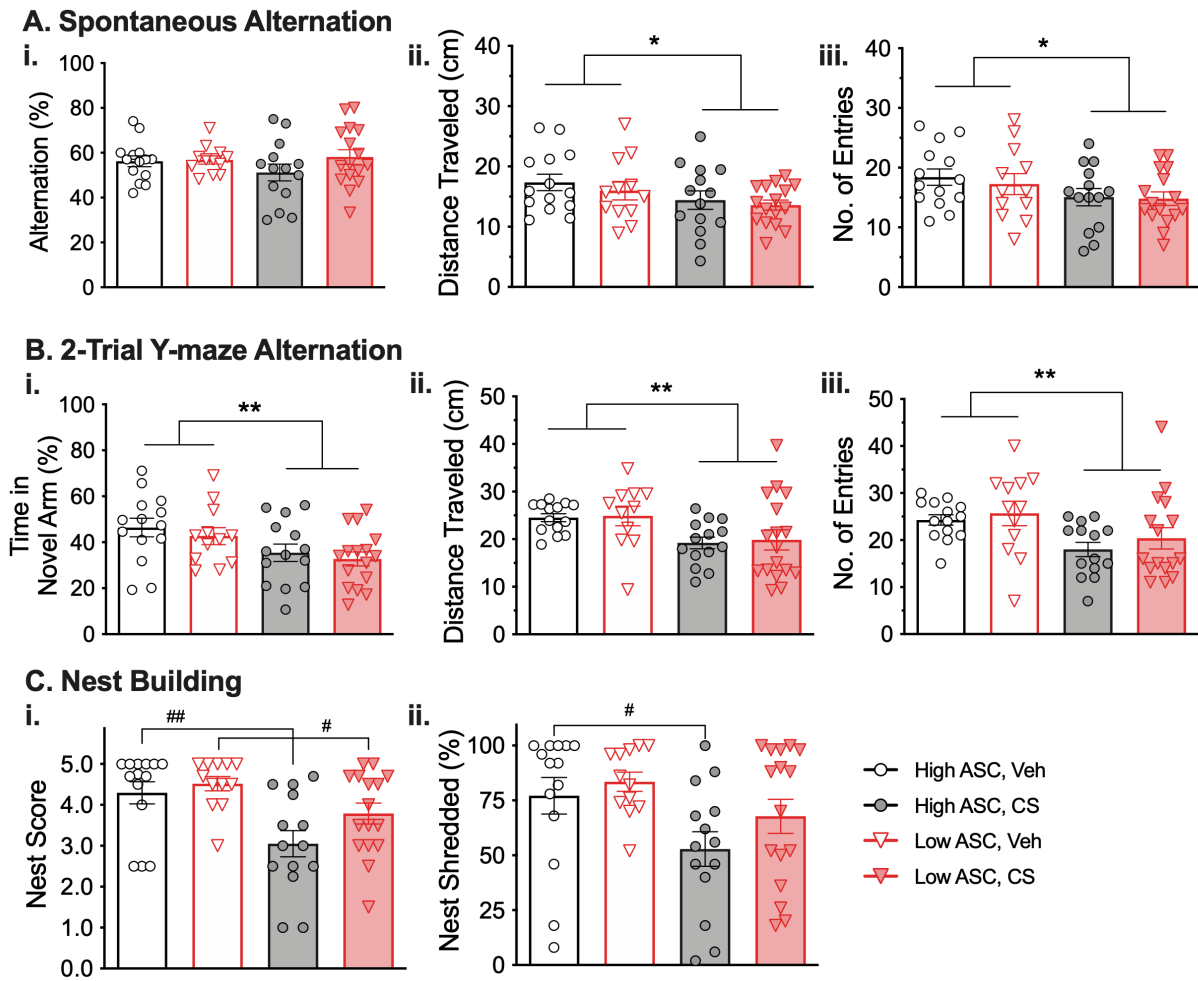 A. Spontaneous Alternation
i.
Alternation (%)
100
80
60
40
20
0
ii.
Distance Traveled (cm)
40
30
20
10
0
*
iii.
No. of Entries
40
30
20
10
0
*
B. 2-Trial Y-maze Alternation
i.
Time in
Novel Arm (%)
100
80
60
40
20
0
**
ii.
Distance Traveled (cm)
50
40
30
20
10
0
**
iii.
No. of Entries
50
40
30
20
10
0
**
C. Nest Building
i.
Nest Score
5.0
4.0
3.0
2.0
1.0
0.0
##
#
ii.
Nest Shredded (%)
100
75
50
25
0
#
High ASC, Veh
High ASC, CS
Low ASC, Veh
Low ASC, CS